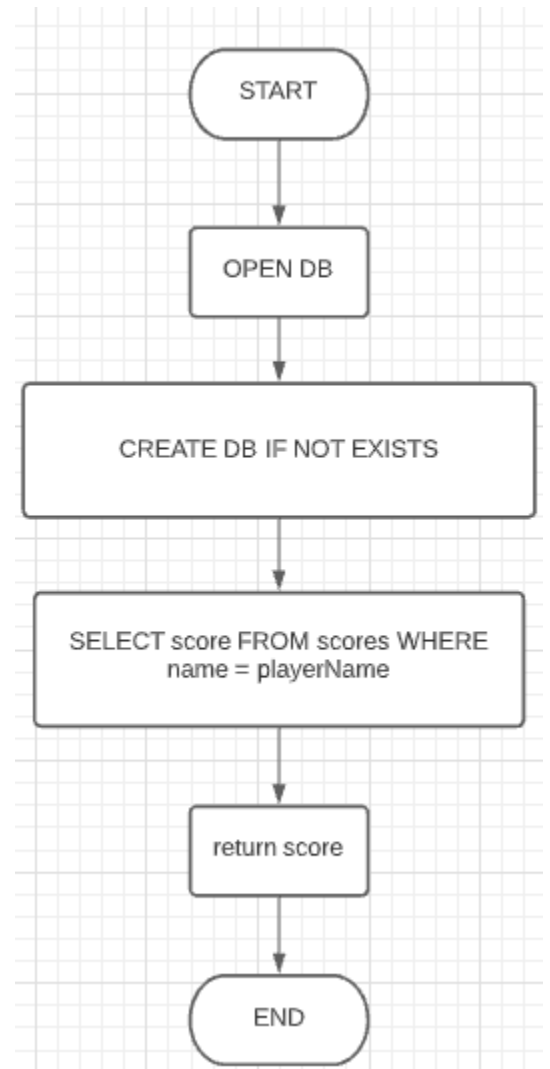 START
OPEN DB
CREATE DB IF NOT EXISTS
SELECT score FROM scores WHERE
name = playerName
return score
END